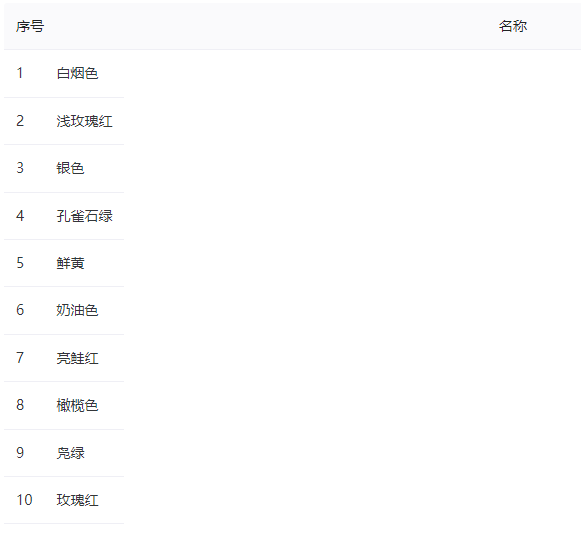 序号 名称
1 白烟色
2 浅玫瑰红
3 银色
4 孔雀石绿
5 鲜黄
6 奶油色
7 亮鲑红
8 橄榄色
9 凫绿
10 玫瑰红